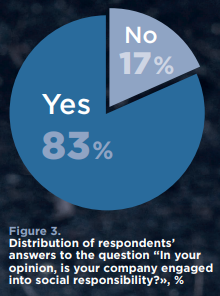 No
17%
Yes
83%
Figure 3.
Distribution of respondents'
answers to the question “In your
opinion, is your company engaged
into social responsibility?», %